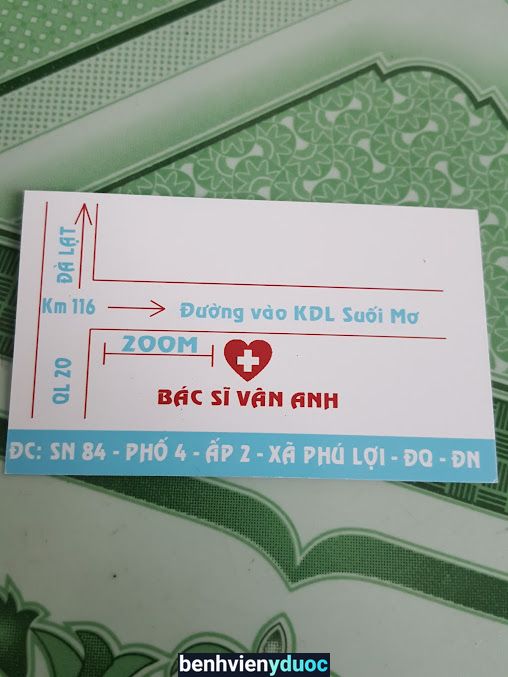 ĐÀ LẠT
Km 116
Đường vào KDL Suối Mơ
QL 20
200M
BÁC SĨ VÂN ANH
ĐC: SN 84 - PHỐ 4 - ẤP 2 - XÃ PHÚ LỢI - ĐQ - ĐN
benhvienyduoc